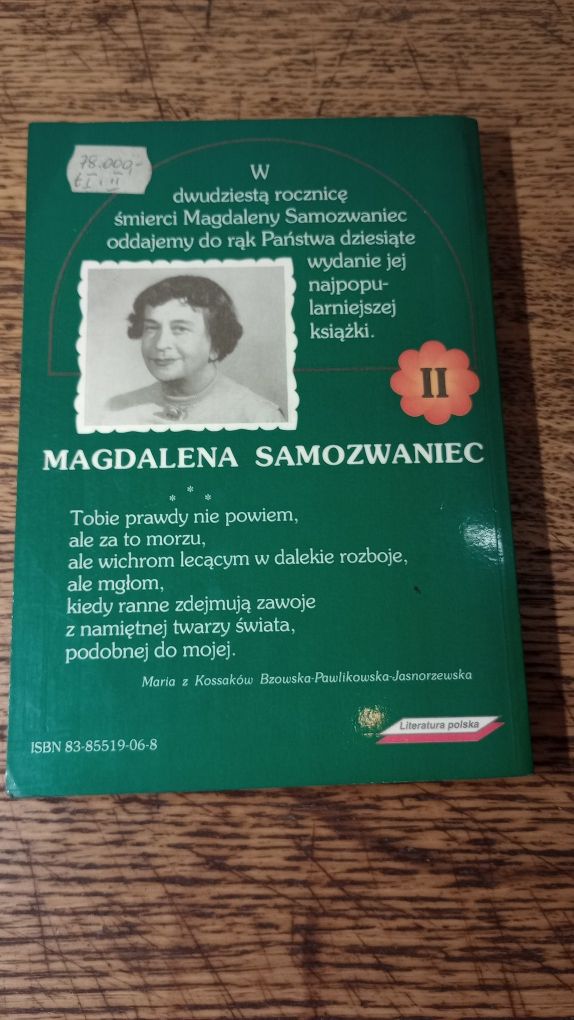 78.000,-
t I i II
W
dwudziestą rocznicę
śmierci Magdaleny Samozwaniec
oddajemy do rąk Państwa dziesiąte
wydanie jej
najpopu-
larniejszej
książki.
II
MAGDALENA SAMOZWANIEC
* * *
Tobie prawdy nie powiem,
ale za to morzu,
ale wichrom lecącym w dalekie rozboje,
ale mgłom,
kiedy ranne zdejmują zawoje
z namiętnej twarzy świata,
podobnej do mojej.
Maria z Kossaków Bzowska-Pawlikowska-Jasnorzewska
Literatura polska
ISBN 83-85519-06-8